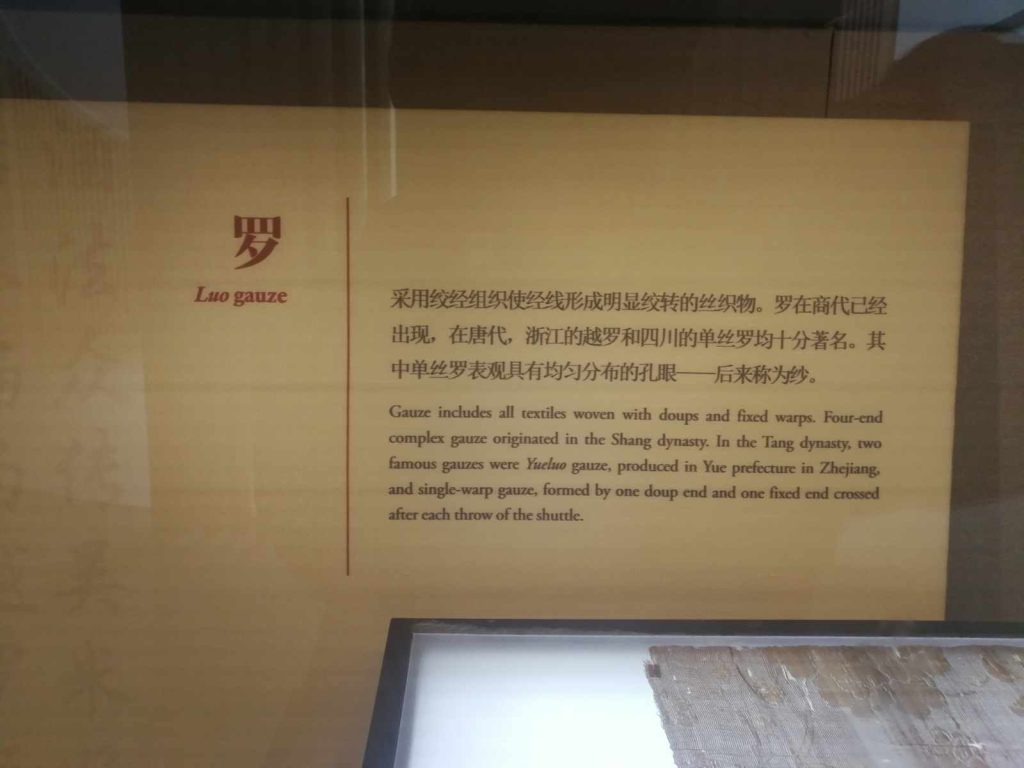 罗
Luo gauze
采用绞经组织使经线形成明显绞转的丝织物。罗在商代已经
出现，在唐代，浙江的越罗和四川的单丝罗均十分著名。其
中单丝罗表观具有均匀分布的孔眼——后来称为纱。
Gauze includes all textiles woven with doups and fixed warps. Four-end
complex gauze originated in the Shang dynasty. In the Tang dynasty, two
famous gauzes were Yueluo gauze, produced in Yue prefecture in Zhejiang,
and single-warp gauze, formed by one doup end and one fixed end crossed
after each throw of the shuttle.